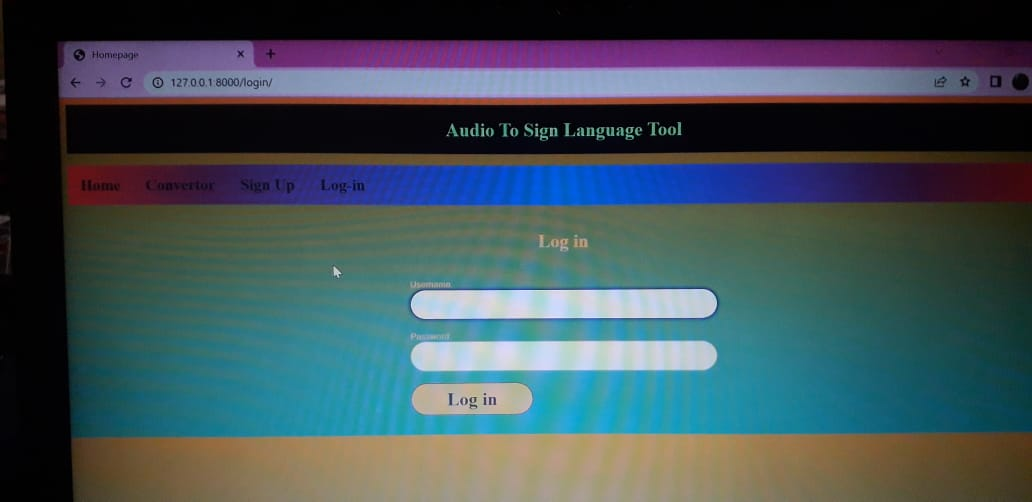 Homepage
127.0.0.1:8000/login/
Audio To Sign Language Tool
Home Convertor Sign Up Log-in
Log in
Username
Password
Log in